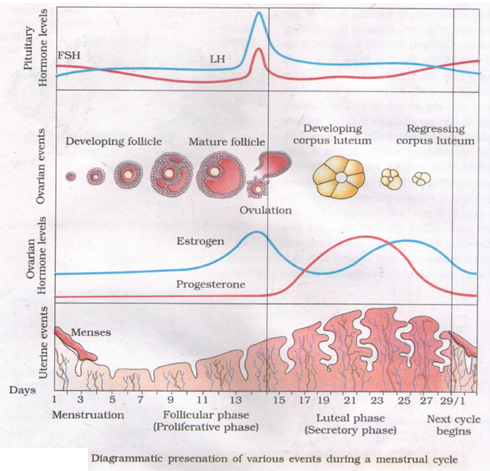 Pituitary
Hormone levels
FSH
LH
Ovarian events
Developing follicle
Mature follicle
Developing
corpus luteum
Regressing
corpus luteum
Ovulation
Ovarian
Hormone levels
Estrogen
Progesterone
Uterine events
Menses
Days
1 3 5 7 9 11 13 15 17 19 21 23 25 27 29/1
Menstruation
Follicular phase
(Proliferative phase)
Luteal phase
(Secretory phase)
Next cycle
begins
Diagrammatic presenation of various events during a menstrual cycle